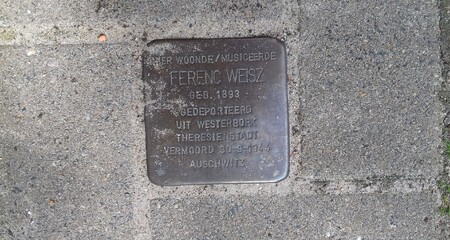 HIER WOONDE/MUSICEERDE
FERENC WEISZ
GEB. 1893
GEDEPORTEERD
UIT WESTERBORK
THERESIENSTADT
VERMOORD 30-9-1944
AUSCHWITZ